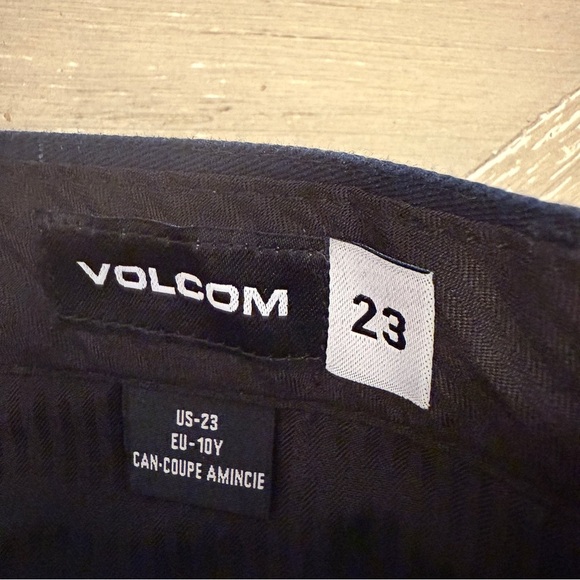 VOLCOM
23
US-23
EU-10Y
CAN-COUPE AMINCIE